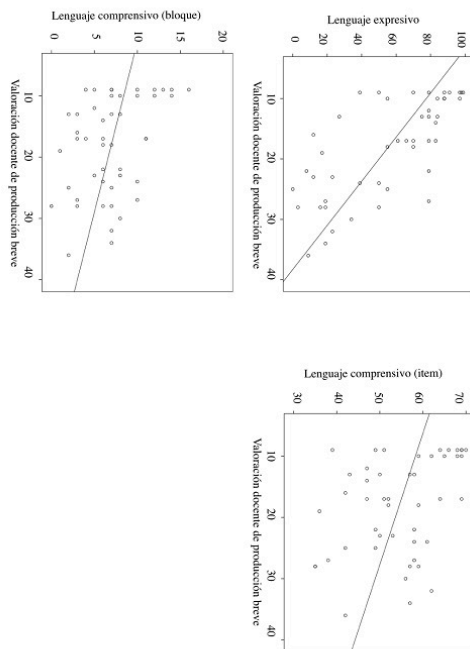 Lenguaje comprensivo (bloque)
0 5 10 15 20
10 20 30 40
Valoración docente de producción breve
Lenguaje expresivo
0 20 40 60 80 100
10 20 30 40
Valoración docente de producción breve
Lenguaje comprensivo (item)
30 40 50 60 70
10 20 30 40
Valoración docente de producción breve